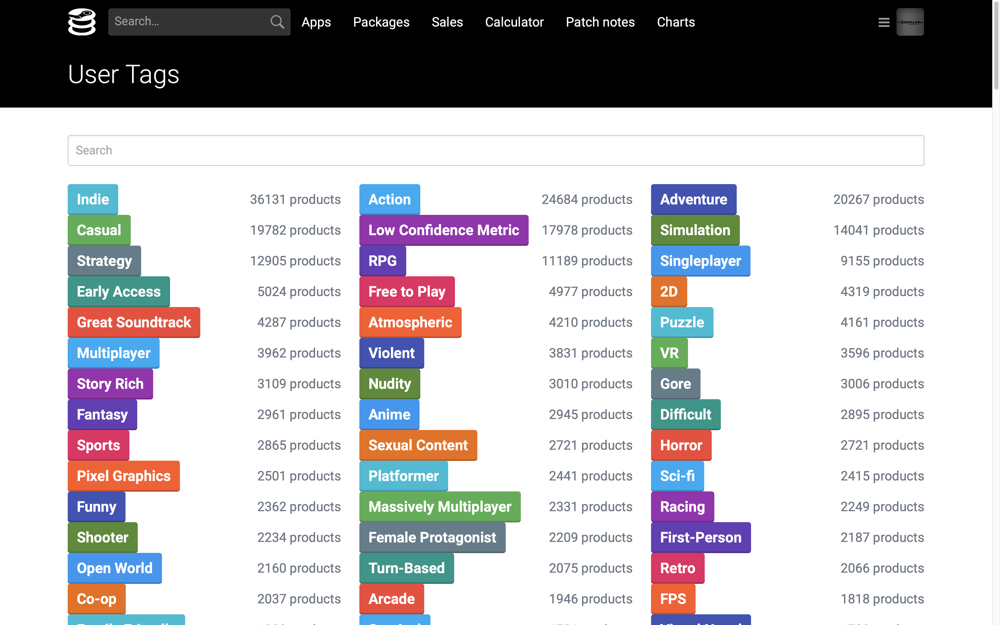 Search... Apps Packages Sales Calculator Patch notes Charts
CHIVALRY
User Tags
Search
Indie 36131 products Action 24684 products Adventure 20267 products
Casual 19782 products Low Confidence Metric 17978 products Simulation 14041 products
Strategy 12905 products RPG 11189 products Singleplayer 9155 products
Early Access 5024 products Free to Play 4977 products 2D 4319 products
Great Soundtrack 4287 products Atmospheric 4210 products Puzzle 4161 products
Multiplayer 3962 products Violent 3831 products VR 3596 products
Story Rich 3109 products Nudity 3010 products Gore 3006 products
Fantasy 2961 products Anime 2945 products Difficult 2895 products
Sports 2865 products Sexual Content 2721 products Horror 2721 products
Pixel Graphics 2501 products Platformer 2441 products Sci-fi 2415 products
Funny 2362 products Massively Multiplayer 2331 products Racing 2249 products
Shooter 2234 products Female Protagonist 2209 products First-Person 2187 products
Open World 2160 products Turn-Based 2075 products Retro 2066 products
Co-op 2037 products Arcade 1946 products FPS 1818 products